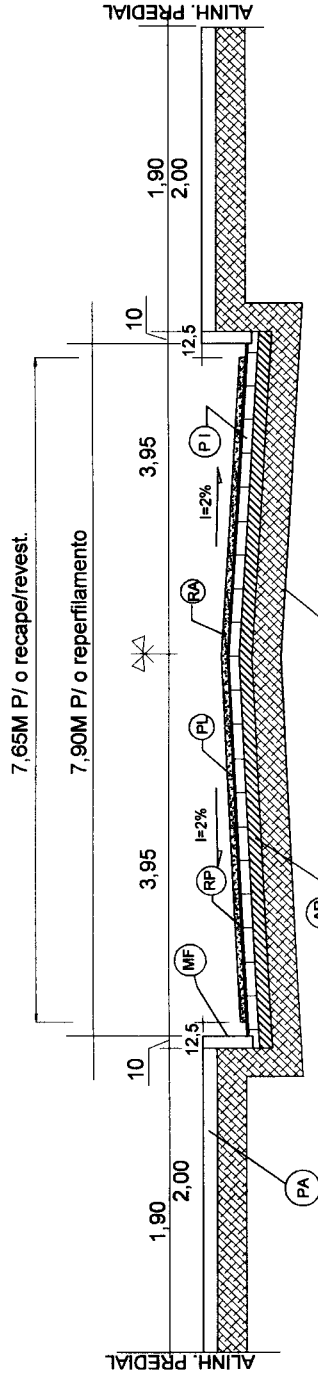 7,65M P/ o recape/revest.
7,90M P/ o reperfilamento
ALINH. PREDIAL
1,90
2,00
10
12,5
3,95
3,95
10
12,5
1,90
2,00
ALINH. PREDIAL
MF
RP
I=2%
PL
RA
I=2%
PI
PA